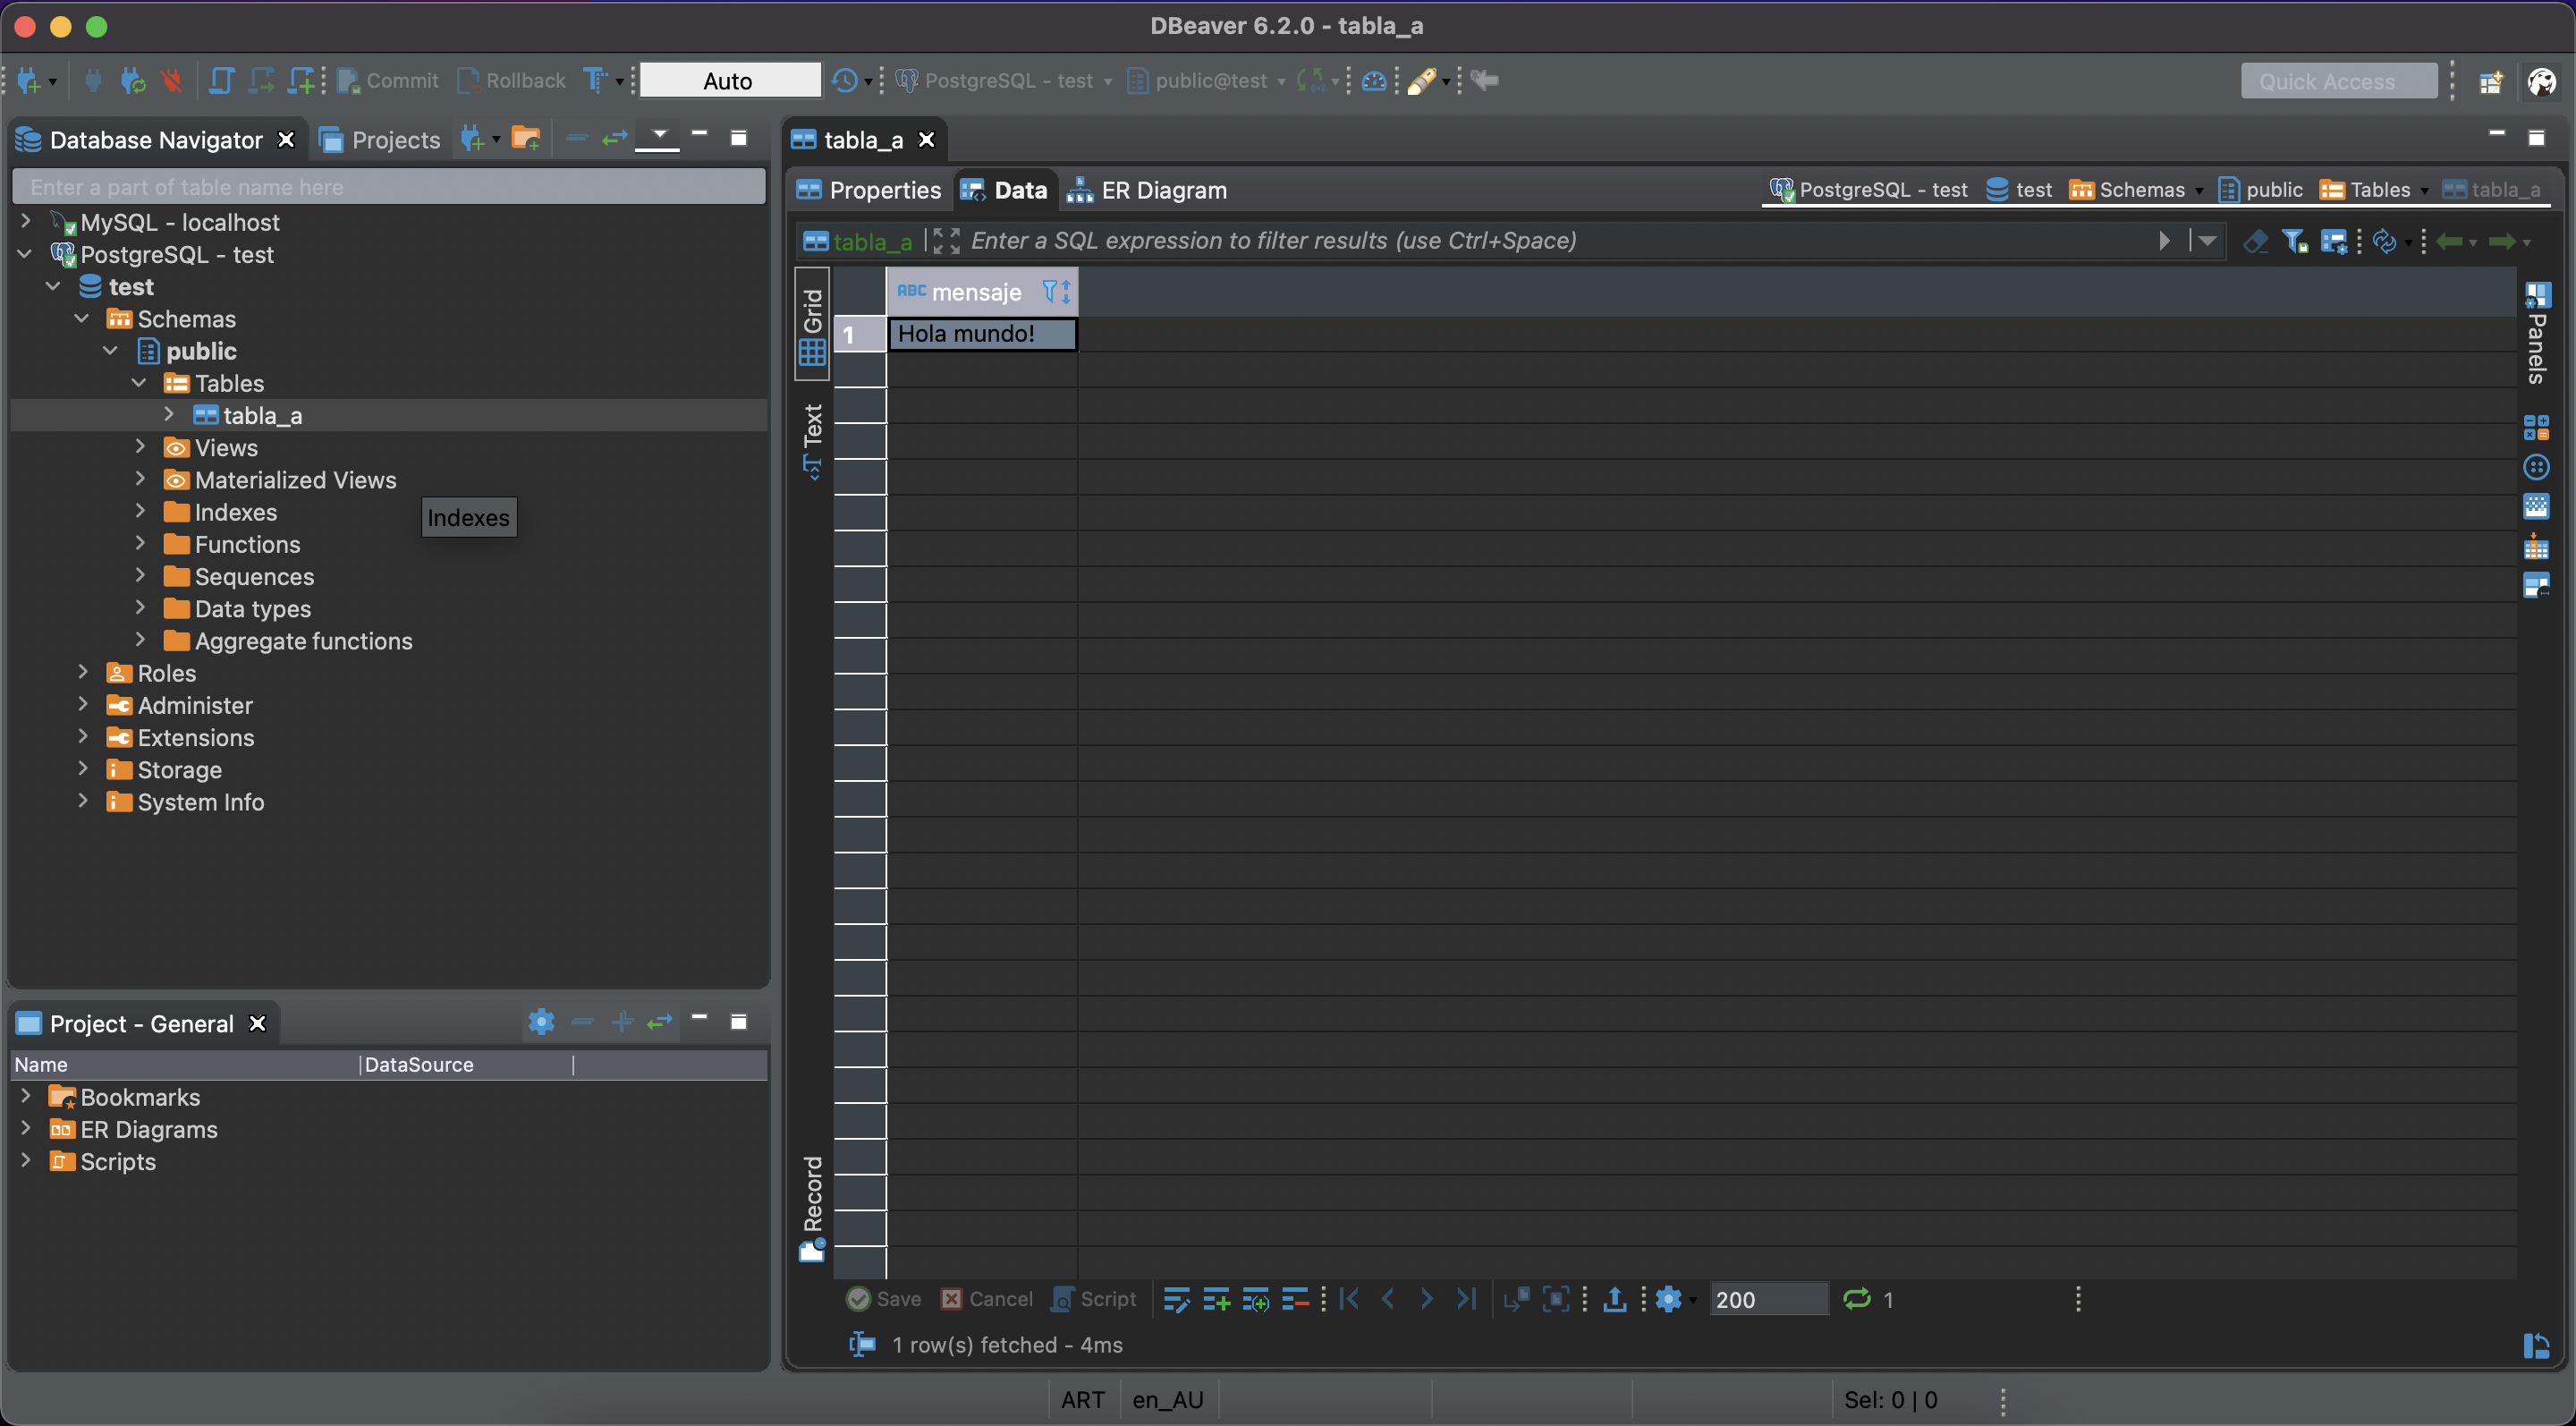 DBeaver 6.2.0 - tabla_a
Commit Rollback Auto PostgreSQL - test public@test Quick Access
Database Navigator Projects
Enter a part of table name here
MySQL - localhost
PostgreSQL - test
test
Schemas
public
Tables
tabla_a
Views
Materialized Views
Indexes
Indexes
Functions
Sequences
Data types
Aggregate functions
Roles
Administer
Extensions
Storage
System Info
Project - General
Name DataSource
Bookmarks
ER Diagrams
Scripts
tabla_a
Properties Data ER Diagram PostgreSQL - test test Schemas public Tables tabla_a
tabla_a Enter a SQL expression to filter results (use Ctrl+Space)
Grid
Text
Record
ABC mensaje
1 Hola mundo!
Panels
Save Cancel Script 200 1
1 row(s) fetched - 4ms
ART en_AU Sel: 0 | 0